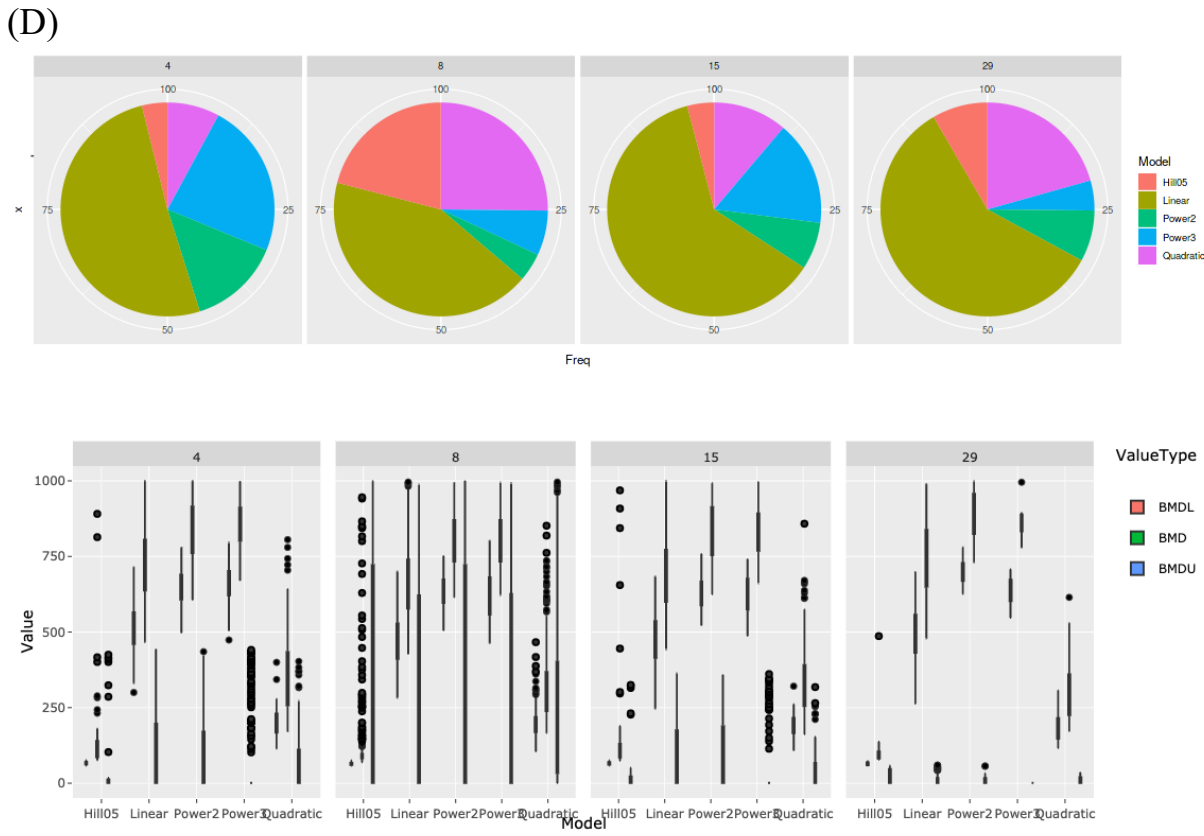 (D)
4 8 15 29
100 100 100 100
75 25 75 25 75 25 75 25
50 50 50 50
x
Freq
Model
Hill05
Linear
Power2
Power3
Quadratic
4 8 15 29
1000
750
500
250
0
Value
Hill05 Linear Power2 Power3 Quadratic Hill05 Linear Power2 Power3 Quadratic Hill05 Linear Power2 Power3 Quadratic Hill05 Linear Power2 Power3 Quadratic
Model
ValueType
BMDL
BMD
BMDU